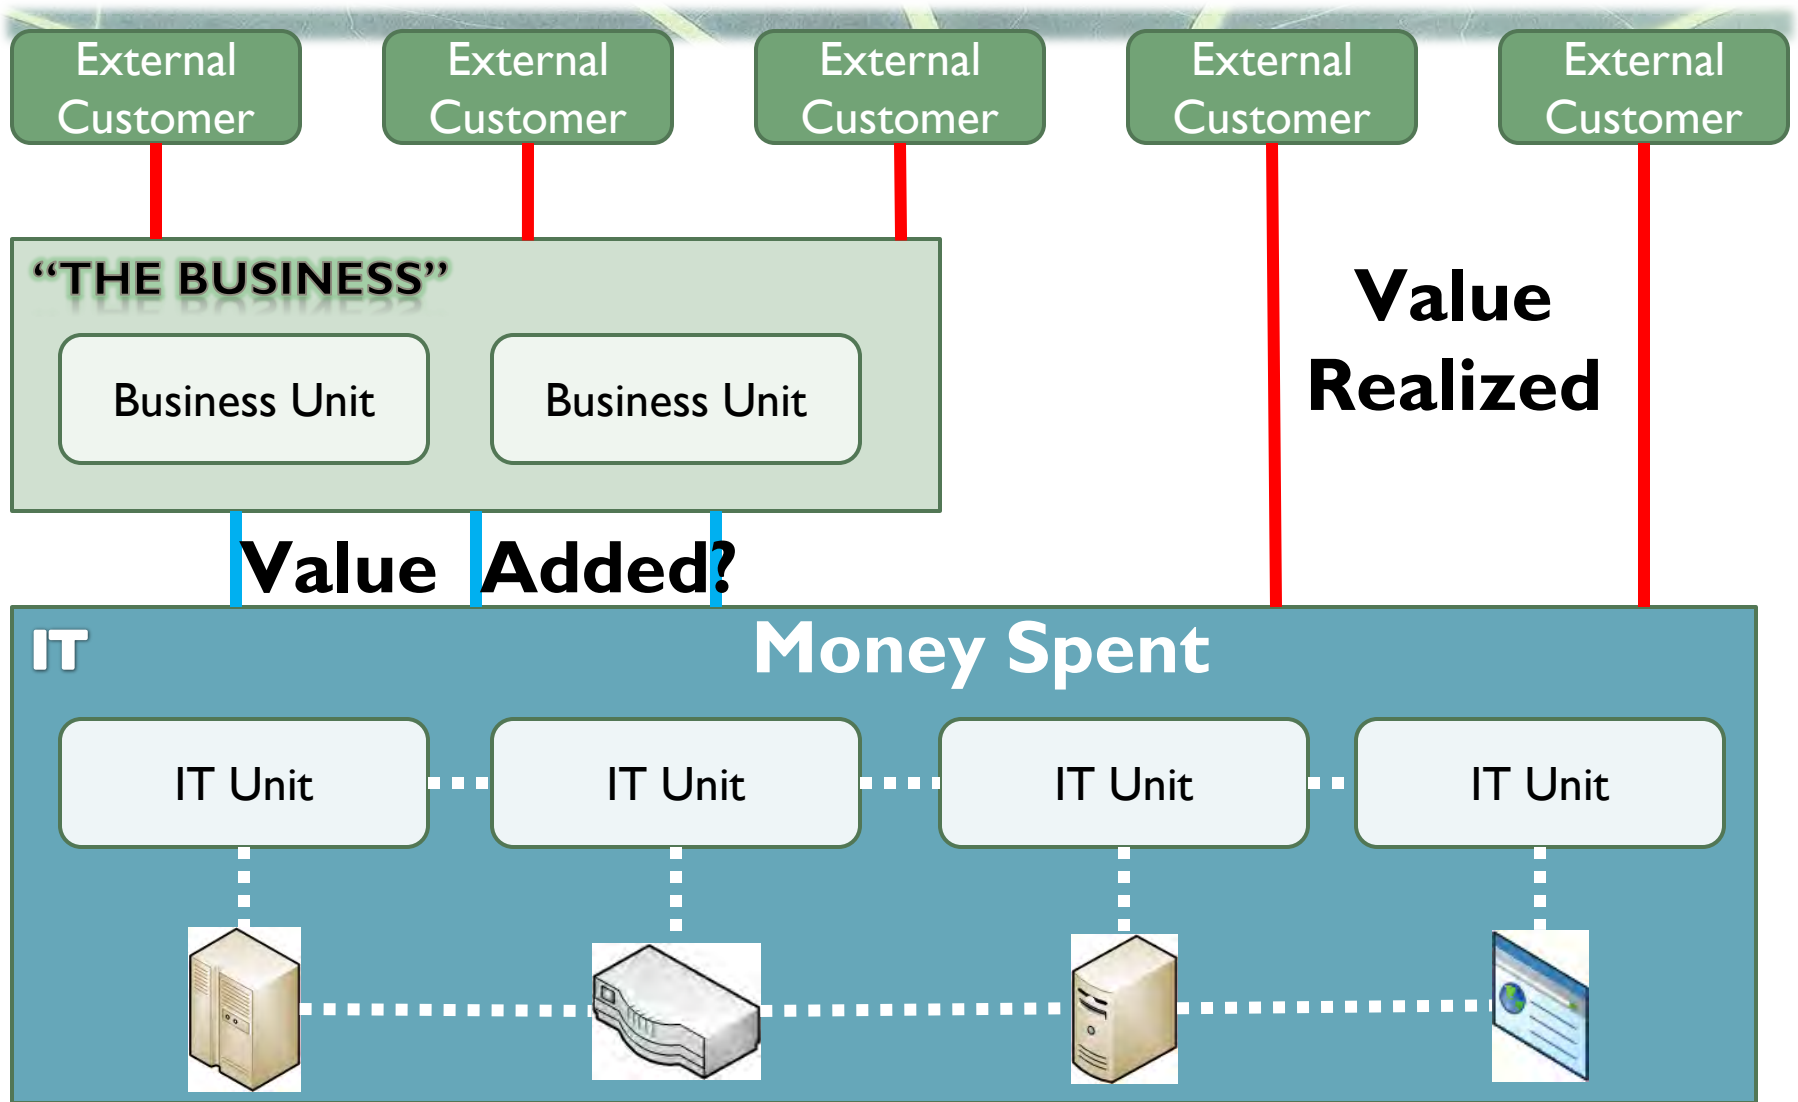 External
Customer
External
Customer
External
Customer
External
Customer
External
Customer
“THE BUSINESS”
Business Unit
Business Unit
Value
Realized
Value Added?
IT
Money Spent
IT Unit
IT Unit
IT Unit
IT Unit